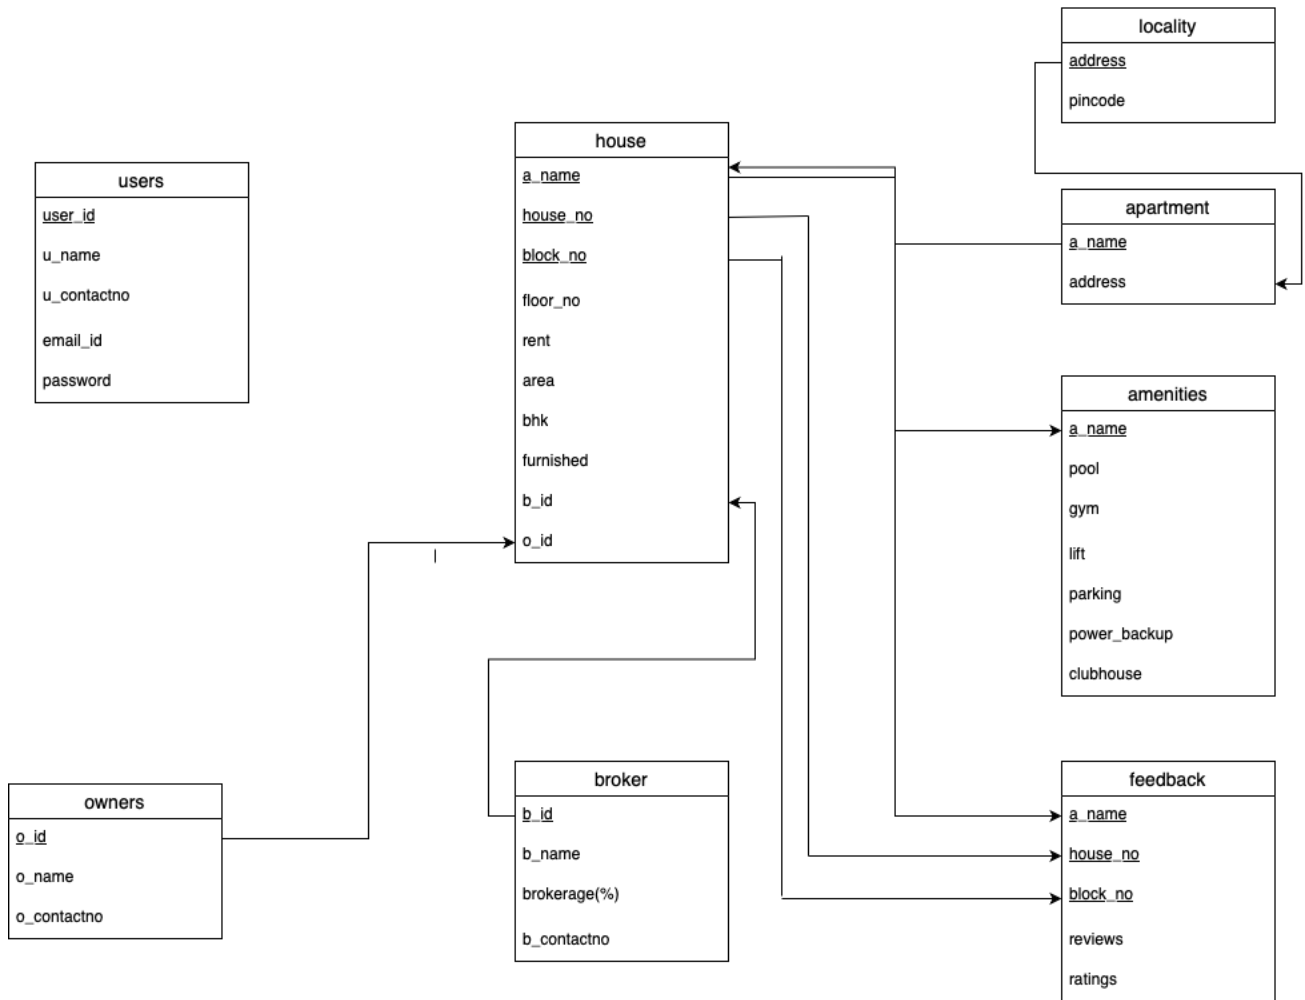 locality
address
pincode
house
a_name
house_no
block_no
floor_no
rent
area
bhk
furnished
b_id
o_id
users
user_id
u_name
u_contactno
email_id
password
apartment
a_name
address
amenities
a_name
pool
gym
lift
parking
power_backup
clubhouse
owners
o_id
o_name
o_contactno
broker
b_id
b_name
brokerage(%)
b_contactno
feedback
a_name
house_no
block_no
reviews
ratings